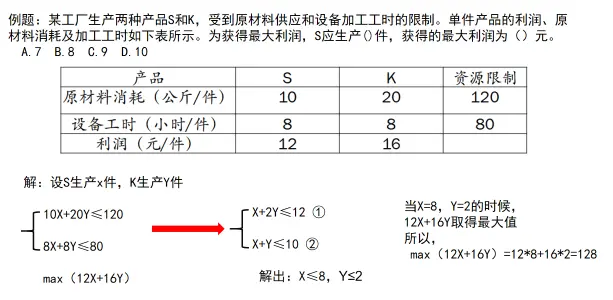 例题：某工厂生产两种产品S和K，受到原材料供应和设备加工工时的限制。单件产品的利润、原
材料消耗及加工工时如下表所示。为获得最大利润，S应生产()件，获得的最大利润为（）元。
A.7 B.8 C.9 D.10
产品 S K 资源限制
原材料消耗（公斤/件） 10 20 120
设备工时（小时/件） 8 8 80
利润（元/件） 12 16
解：设S生产x件，K生产Y件
10X+20Y≤120
8X+8Y≤80
max（12X+16Y）
X+2Y≤12 ①
X+Y≤10 ②
解出：X≤8，Y≤2
当X=8，Y=2的时候，
12X+16Y取得最大值
所以，
max（12X+16Y）=12*8+16*2=128